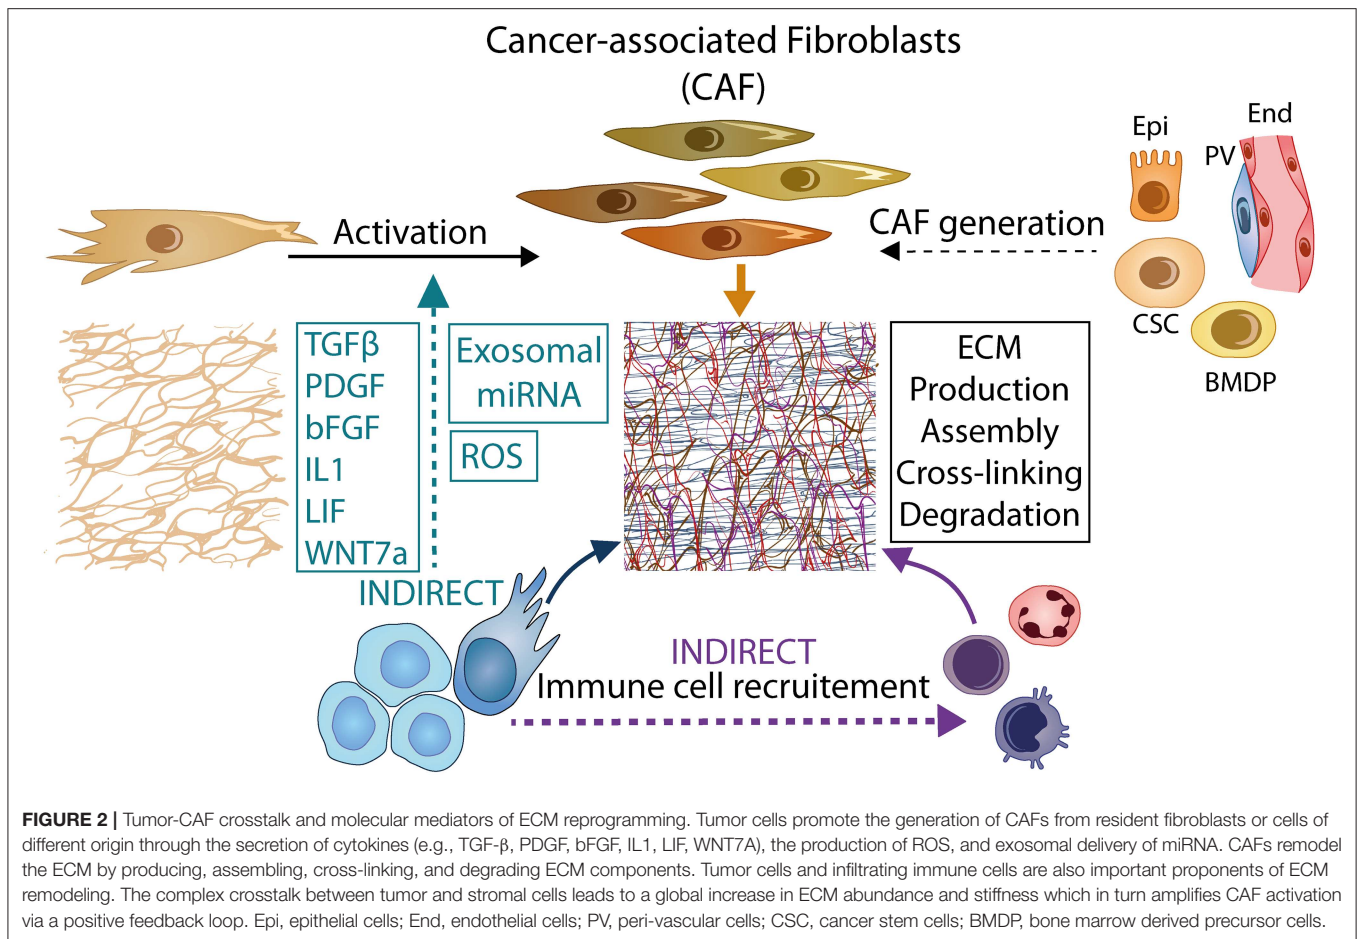 Cancer-associated Fibroblasts
(CAF)
Activation
CAF generation
Epi
End
PV
CSC
BMDP
TGFβ
PDGF
bFGF
IL1
LIF
WNT7a
Exosomal
miRNA
ROS
ECM
Production
Assembly
Cross-linking
Degradation
INDIRECT
INDIRECT
Immune cell recruitement
FIGURE 2 | Tumor-CAF crosstalk and molecular mediators of ECM reprogramming. Tumor cells promote the generation of CAFs from resident fibroblasts or cells of
different origin through the secretion of cytokines (e.g., TGF-β, PDGF, bFGF, IL1, LIF, WNT7A), the production of ROS, and exosomal delivery of miRNA. CAFs remodel
the ECM by producing, assembling, cross-linking, and degrading ECM components. Tumor cells and infiltrating immune cells are also important proponents of ECM
remodeling. The complex crosstalk between tumor and stromal cells leads to a global increase in ECM abundance and stiffness which in turn amplifies CAF activation
via a positive feedback loop. Epi, epithelial cells; End, endothelial cells; PV, peri-vascular cells; CSC, cancer stem cells; BMDP, bone marrow derived precursor cells.